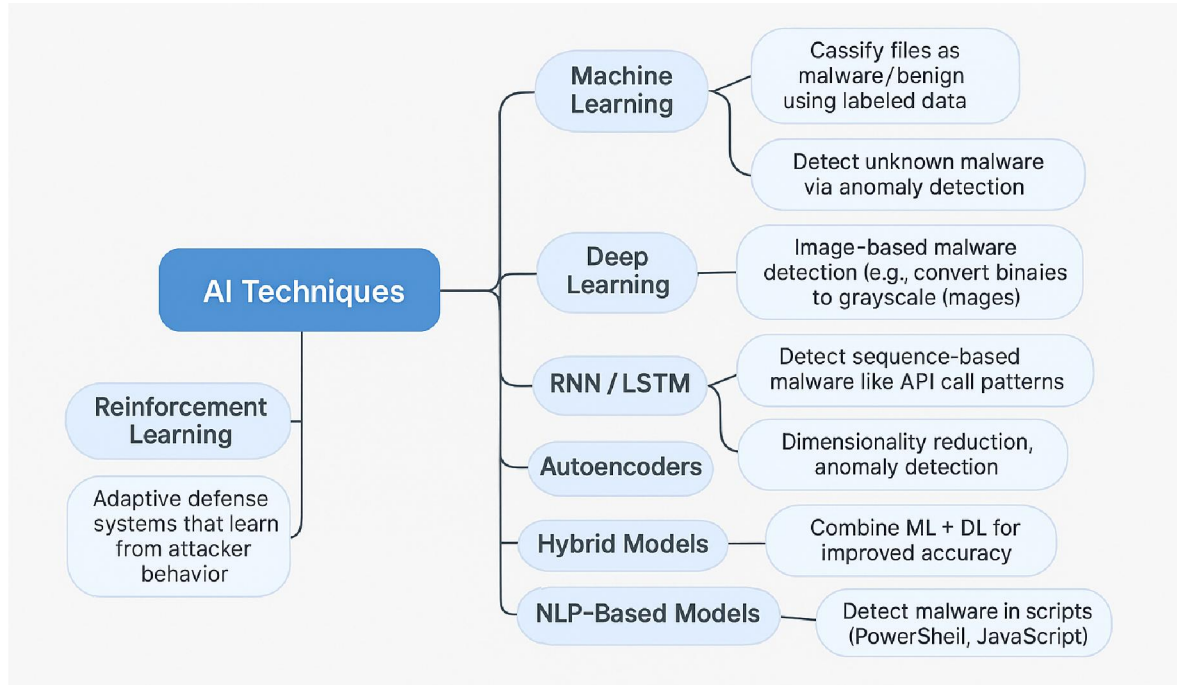 Machine
Learning
Cassify files as
malware/benign
using labeled data
Detect unknown malware
via anomaly detection
AI Techniques
Deep
Learning
Image-based malware
detection (e.g., convert binaies
to grayscale (mages)
RNN / LSTM
Detect sequence-based
malware like API call patterns
Dimensionality reduction,
anomaly detection
Autoencoders
Hybrid Models
Combine ML + DL for
improved accuracy
NLP-Based Models
Detect malware in scripts
(PowerSheil, JavaScript)
Reinforcement
Learning
Adaptive defense
systems that learn
from attacker
behavior